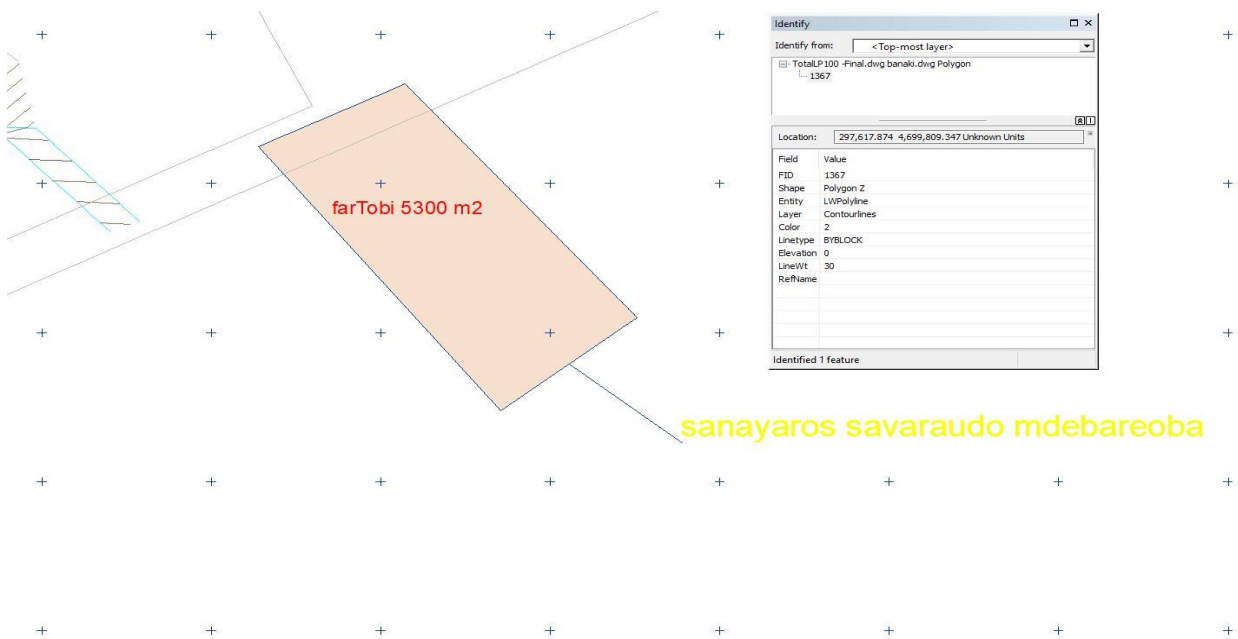 Identify
Identify from: <Top-most layer>
TotalLP100 -Final.dwg banaki.dwg Polygon
1367
Location: 297,617.874 4,699,809.347 Unknown Units
Field Value
FID 1367
Shape Polygon Z
Entity LWPolyline
Layer Contourlines
Color 2
Linetype BYBLOCK
Elevation 0
LineWt 30
RefName
Identified 1 feature
farTobi 5300 m2
sanayaros savaraudo mdebareoba